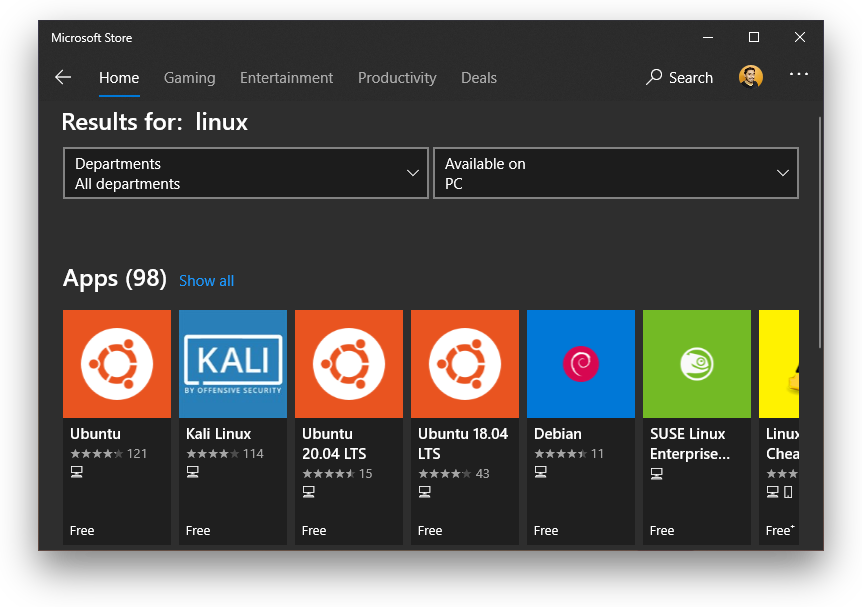 Microsoft Store
Home Gaming Entertainment Productivity Deals Search
Results for: linux
Departments
All departments
Available on
PC
Apps (98) Show all
KALI
BY OFFENSIVE SECURITY
Ubuntu
121
Free
Kali Linux
114
Free
Ubuntu
20.04 LTS
15
Free
Ubuntu 18.04
LTS
43
Free
Debian
11
Free
SUSE Linux
Enterprise...
Free
Linux
Chea
Free+